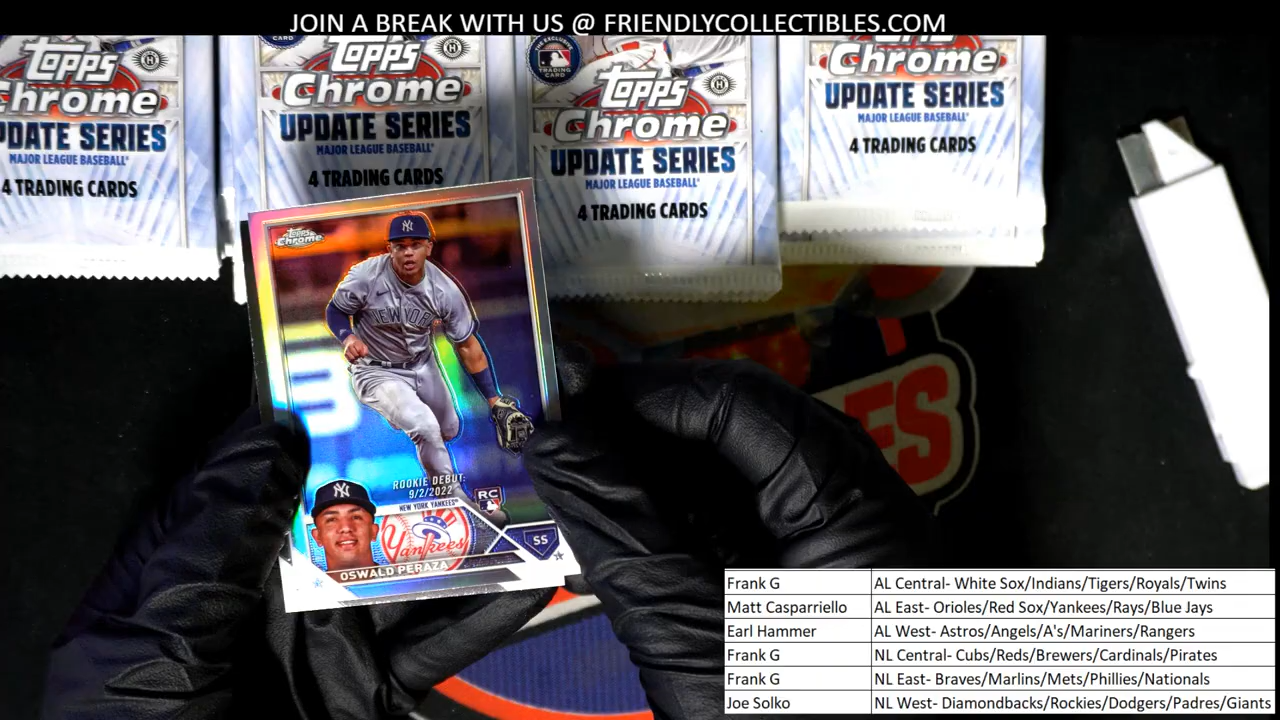 JOIN A BREAK WITH US @ FRIENDLYCOLLECTIBLES.COM
Topps
Chrome
UPDATE SERIES
MAJOR LEAGUE BASEBALL
4 TRADING CARDS
Topps
Chrome
UPDATE SERIES
MAJOR LEAGUE BASEBALL
4 TRADING CARDS
TRADING CARD
Topps
Chrome
UPDATE SERIES
MAJOR LEAGUE BASEBALL
4 TRADING CARDS
Chrome
UPDATE SERIES
MAJOR LEAGUE BASEBALL
4 TRADING CARDS
Topps
Chrome
NY
NEW YORK
ROOKIE DEBUT:
9/2/2022
NEW YORK YANKEES
RC
NY
Yankees
SS
OSWALD PERAZA
ES
Frank G AL Central- White Sox/Indians/Tigers/Royals/Twins
Matt Casparriello AL East- Orioles/Red Sox/Yankees/Rays/Blue Jays
Earl Hammer AL West- Astros/Angels/A's/Mariners/Rangers
Frank G NL Central- Cubs/Reds/Brewers/Cardinals/Pirates
Frank G NL East- Braves/Marlins/Mets/Phillies/Nationals
Joe Solko NL West- Diamondbacks/Rockies/Dodgers/Padres/Giants